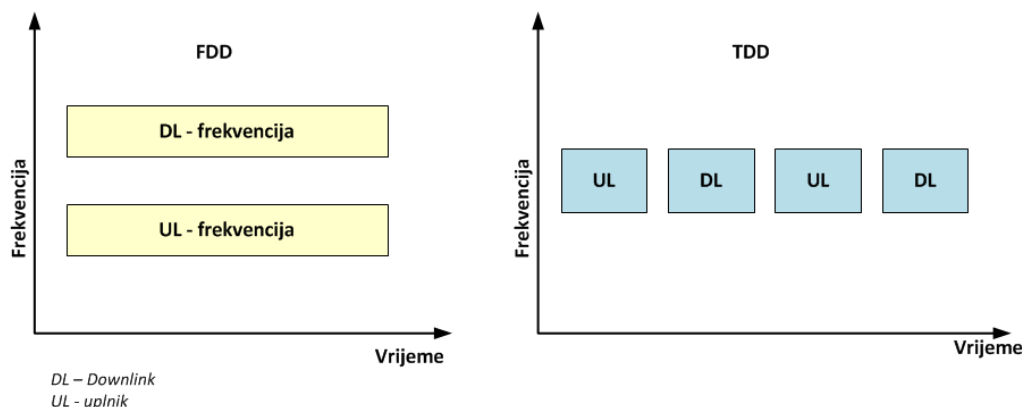 FDD
DL - frekvencija
UL - frekvencija
Frekvencija
Vrijeme
DL – Downlink
UL - uplnik
TDD
UL
DL
UL
DL
Frekvencija
Vrijeme